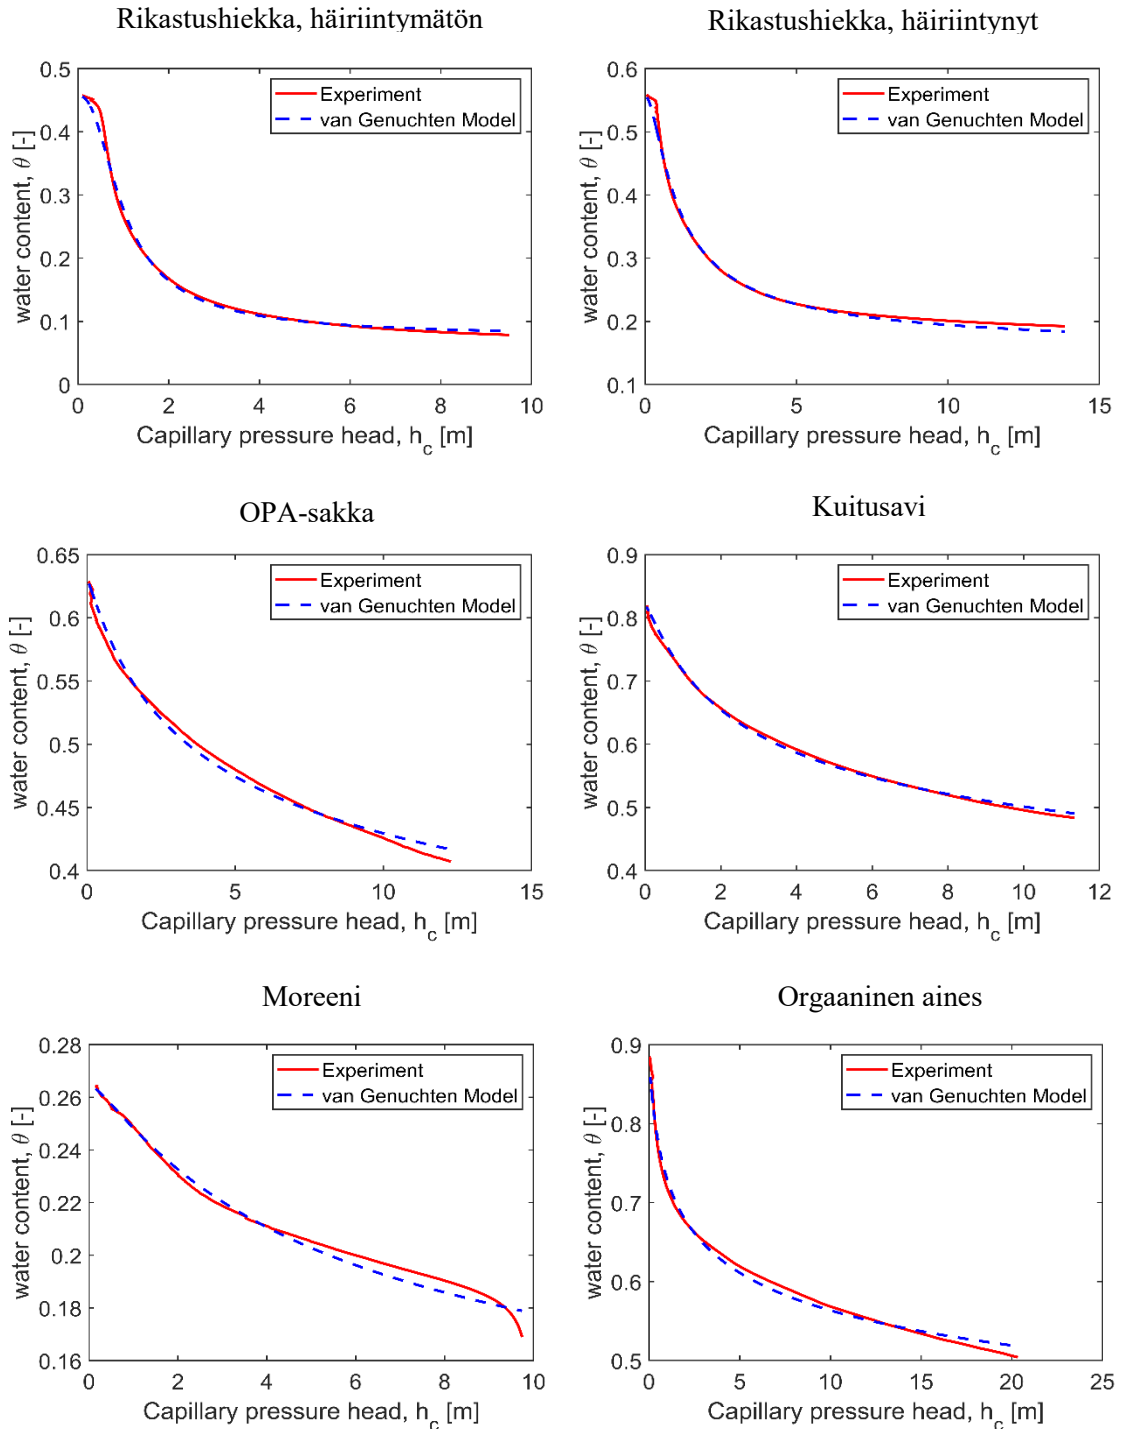 Rikastushiekka, häiriintymätön
0.5
0.4
0.3
0.2
0.1
0
0 2 4 6 8 10
water content, θ [-]
Capillary pressure head, h_c [m]
Experiment
van Genuchten Model
Rikastushiekka, häiriintynyt
0.6
0.5
0.4
0.3
0.2
0.1
0 5 10 15
water content, θ [-]
Capillary pressure head, h_c [m]
Experiment
van Genuchten Model
OPA-sakka
0.65
0.6
0.55
0.5
0.45
0.4
0 5 10 15
water content, θ [-]
Capillary pressure head, h_c [m]
Experiment
van Genuchten Model
Kuitusavi
0.9
0.8
0.7
0.6
0.5
0.4
0 2 4 6 8 10 12
water content, θ [-]
Capillary pressure head, h_c [m]
Experiment
van Genuchten Model
Moreeni
0.28
0.26
0.24
0.22
0.2
0.18
0.16
0 2 4 6 8 10
water content, θ [-]
Capillary pressure head, h_c [m]
Experiment
van Genuchten Model
Orgaaninen aines
0.9
0.8
0.7
0.6
0.5
0 5 10 15 20 25
water content, θ [-]
Capillary pressure head, h_c [m]
Experiment
van Genuchten Model